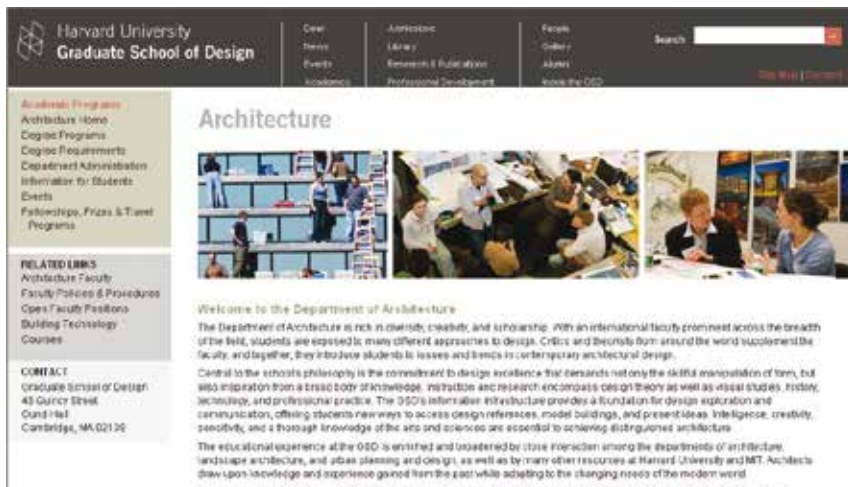 Harvard University
Graduate School of Design
Dean
News
Events
Academics
Admissions
Library
Research & Publications
Professional Development
People
Gallery
Alumni
Inside the GSD
Search
Site Map | Contact
Academic Programs
Architecture Home
Degree Programs
Degree Requirements
Department Administration
Information for Students
Events
Fellowships, Prizes & Travel
Programs
RELATED LINKS
Architecture Faculty
Faculty Policies & Procedures
Open Faculty Positions
Building Technology
Courses
CONTACT
Graduate School of Design
48 Quincy Street
Gund Hall
Cambridge, MA 02138
Architecture
Welcome to the Department of Architecture
The Department of Architecture is rich in diversity, creativity, and scholarship. With an international faculty prominent across the breadth
of the field, students are exposed to many different approaches to design. Critics and theorists from around the world supplement the
faculty, and together, they introduce students to issues and trends in contemporary architectural design.
Central to the school's philosophy is the commitment to design excellence that demands not only the skillful manipulation of form, but
also inspiration from a broad body of knowledge. Instruction and research encompass design theory as well as visual studies, history,
technology, and professional practice. The GSD's information infrastructure provides a foundation for design exploration and
communication, offering students new ways to access design references, model buildings, and present ideas. Intelligence, creativity,
sensitivity, and a thorough knowledge of the arts and sciences are essential to achieving distinguished architecture
The educational experience at the GSD is enriched and broadened by close interaction among the departments of architecture,
landscape architecture, and urban planning and design, as well as by many other resources at Harvard University and MIT. Architects
draw upon knowledge and experience gained from the past while adapting to the changing needs of the modern world